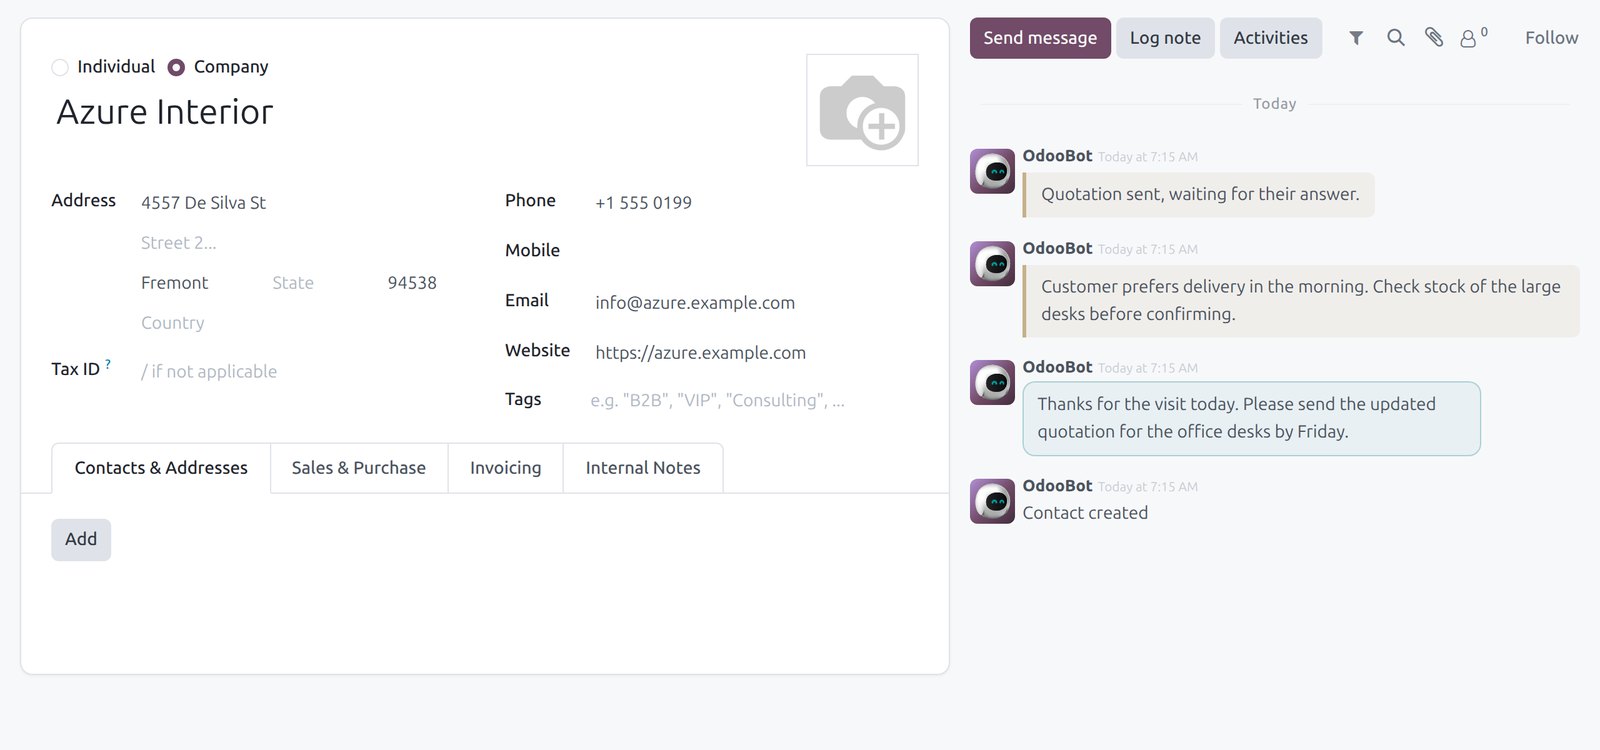 Individual Company
Azure Interior
Address 4557 De Silva St
Street 2...
Fremont State 94538
Country
Tax ID ? / if not applicable
Phone +1 555 0199
Mobile
Email info@azure.example.com
Website https://azure.example.com
Tags e.g. "B2B", "VIP", "Consulting", ...
Contacts & Addresses Sales & Purchase Invoicing Internal Notes
Add
Send message Log note Activities 0 Follow
Today
OdooBot Today at 7:15 AM
Quotation sent, waiting for their answer.
OdooBot Today at 7:15 AM
Customer prefers delivery in the morning. Check stock of the large
desks before confirming.
OdooBot Today at 7:15 AM
Thanks for the visit today. Please send the updated
quotation for the office desks by Friday.
OdooBot Today at 7:15 AM
Contact created